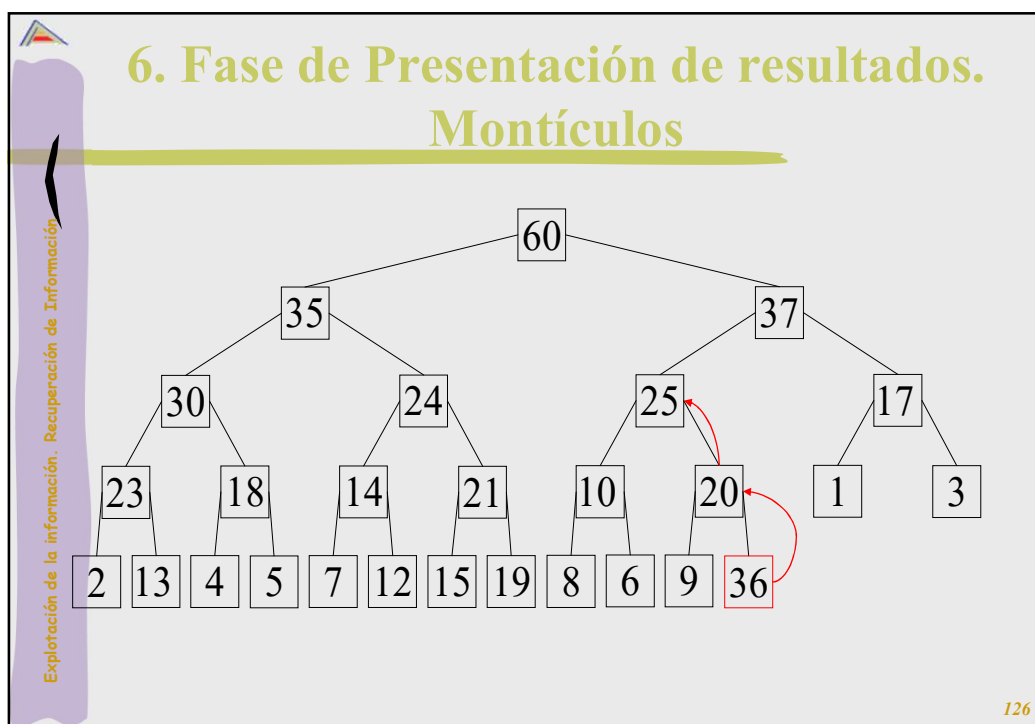 6. Fase de Presentación de resultados.
Montículos
Explotación de la información. Recuperación de Información
60
35 37
30 24 25 17
23 18 14 21 10 20 1 3
2 13 4 5 7 12 15 19 8 6 9 36
126